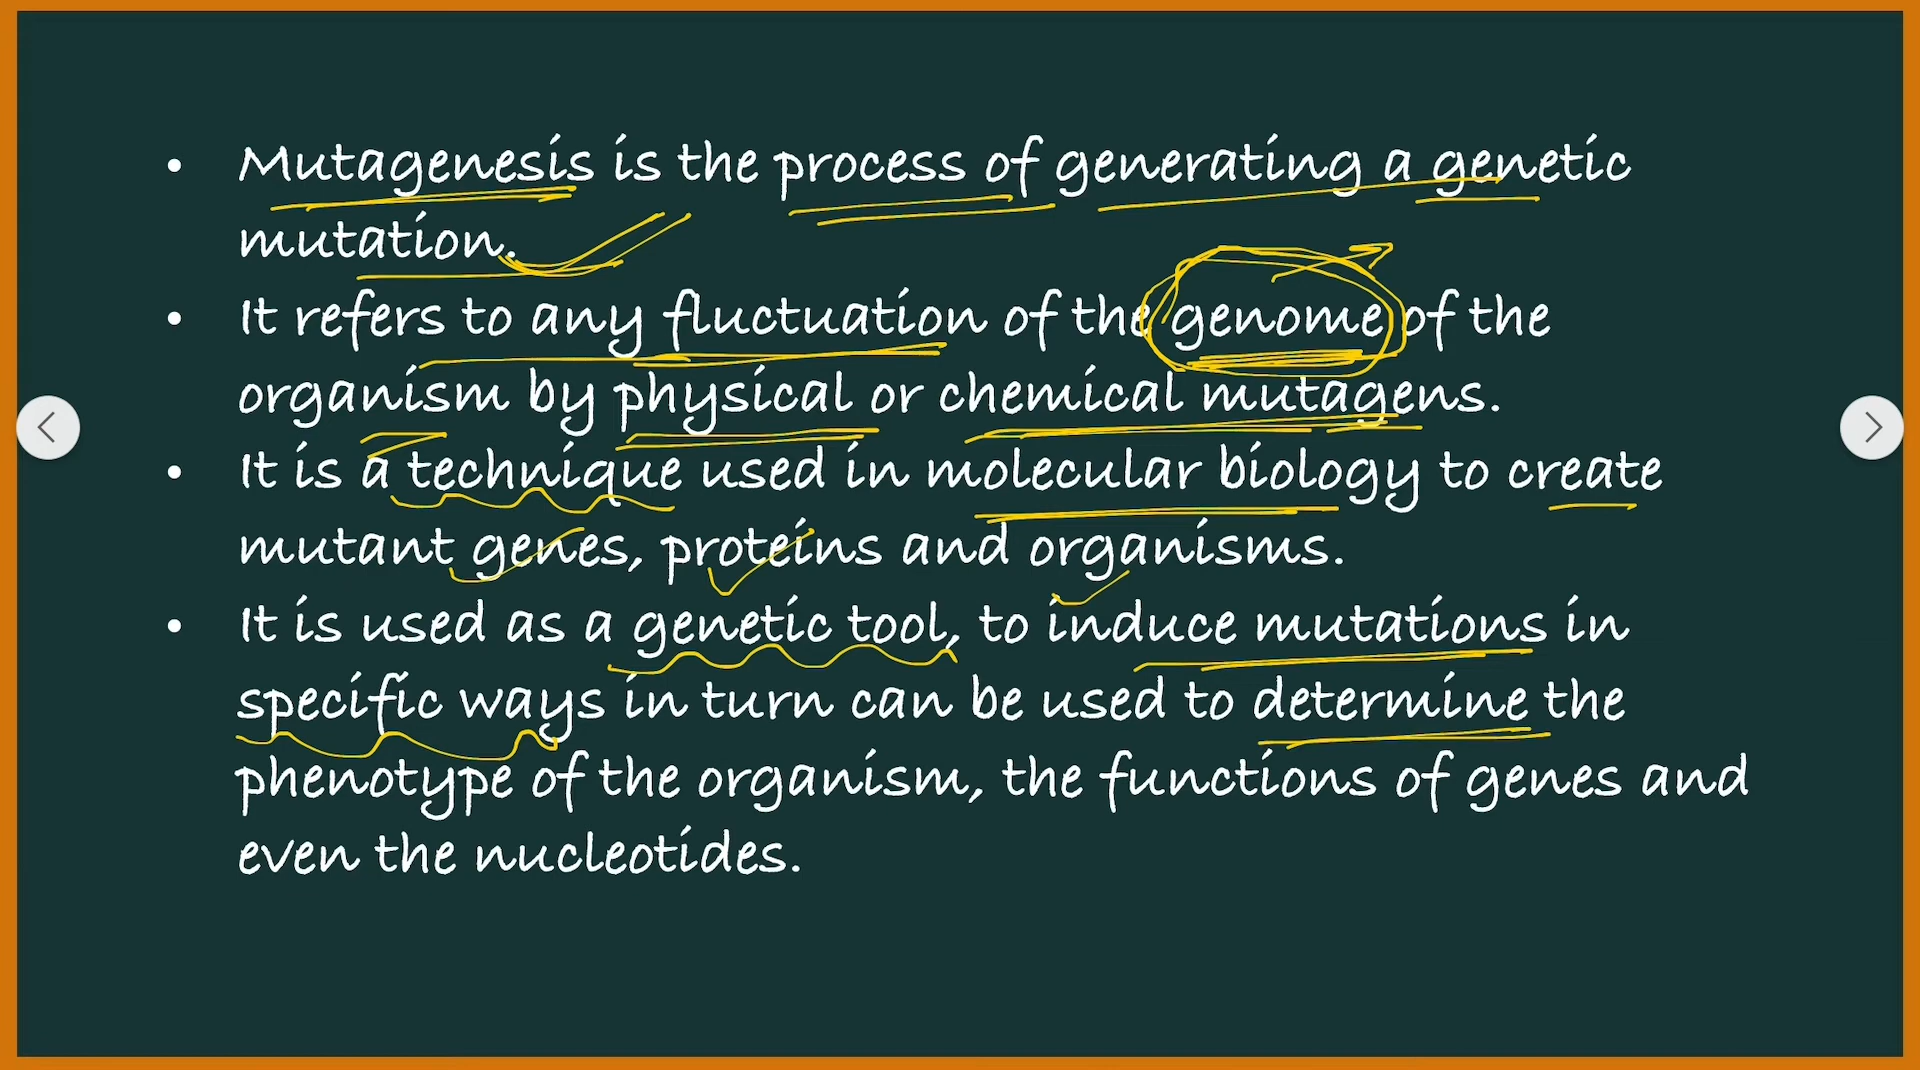 • Mutagenesis is the process of generating a genetic
mutation.
• It refers to any fluctuation of the genome of the
organism by physical or chemical mutagens.
• It is a technique used in molecular biology to create
mutant genes, proteins and organisms.
• It is used as a genetic tool, to induce mutations in
specific ways in turn can be used to determine the
phenotype of the organism, the functions of genes and
even the nucleotides.